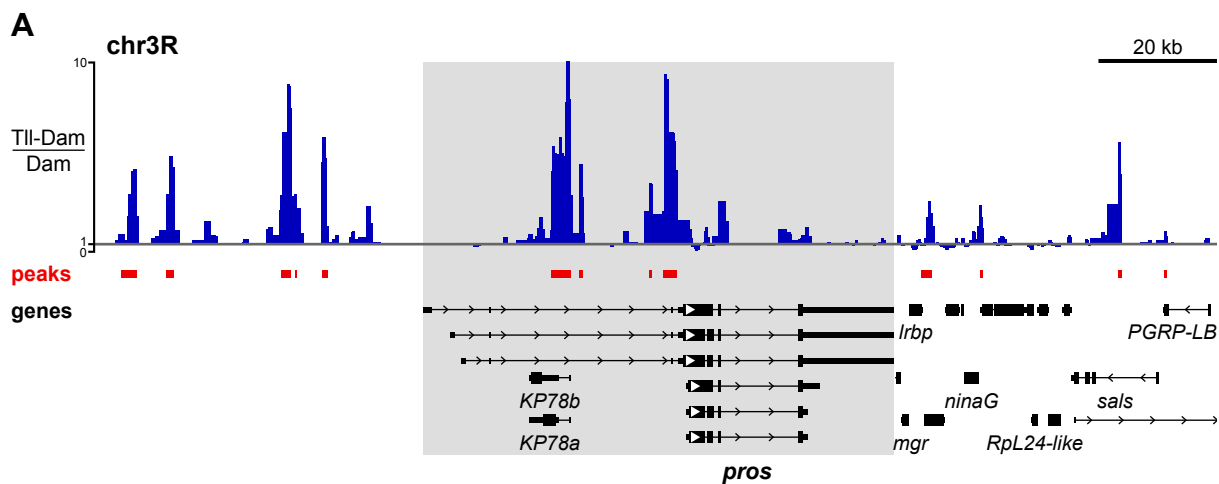 A
chr3R
20 kb
10
Tll-Dam
Dam
1
0
peaks
genes
Irbp
PGRP-LB
KP78b
ninaG
sals
KP78a
mgr
RpL24-like
pros